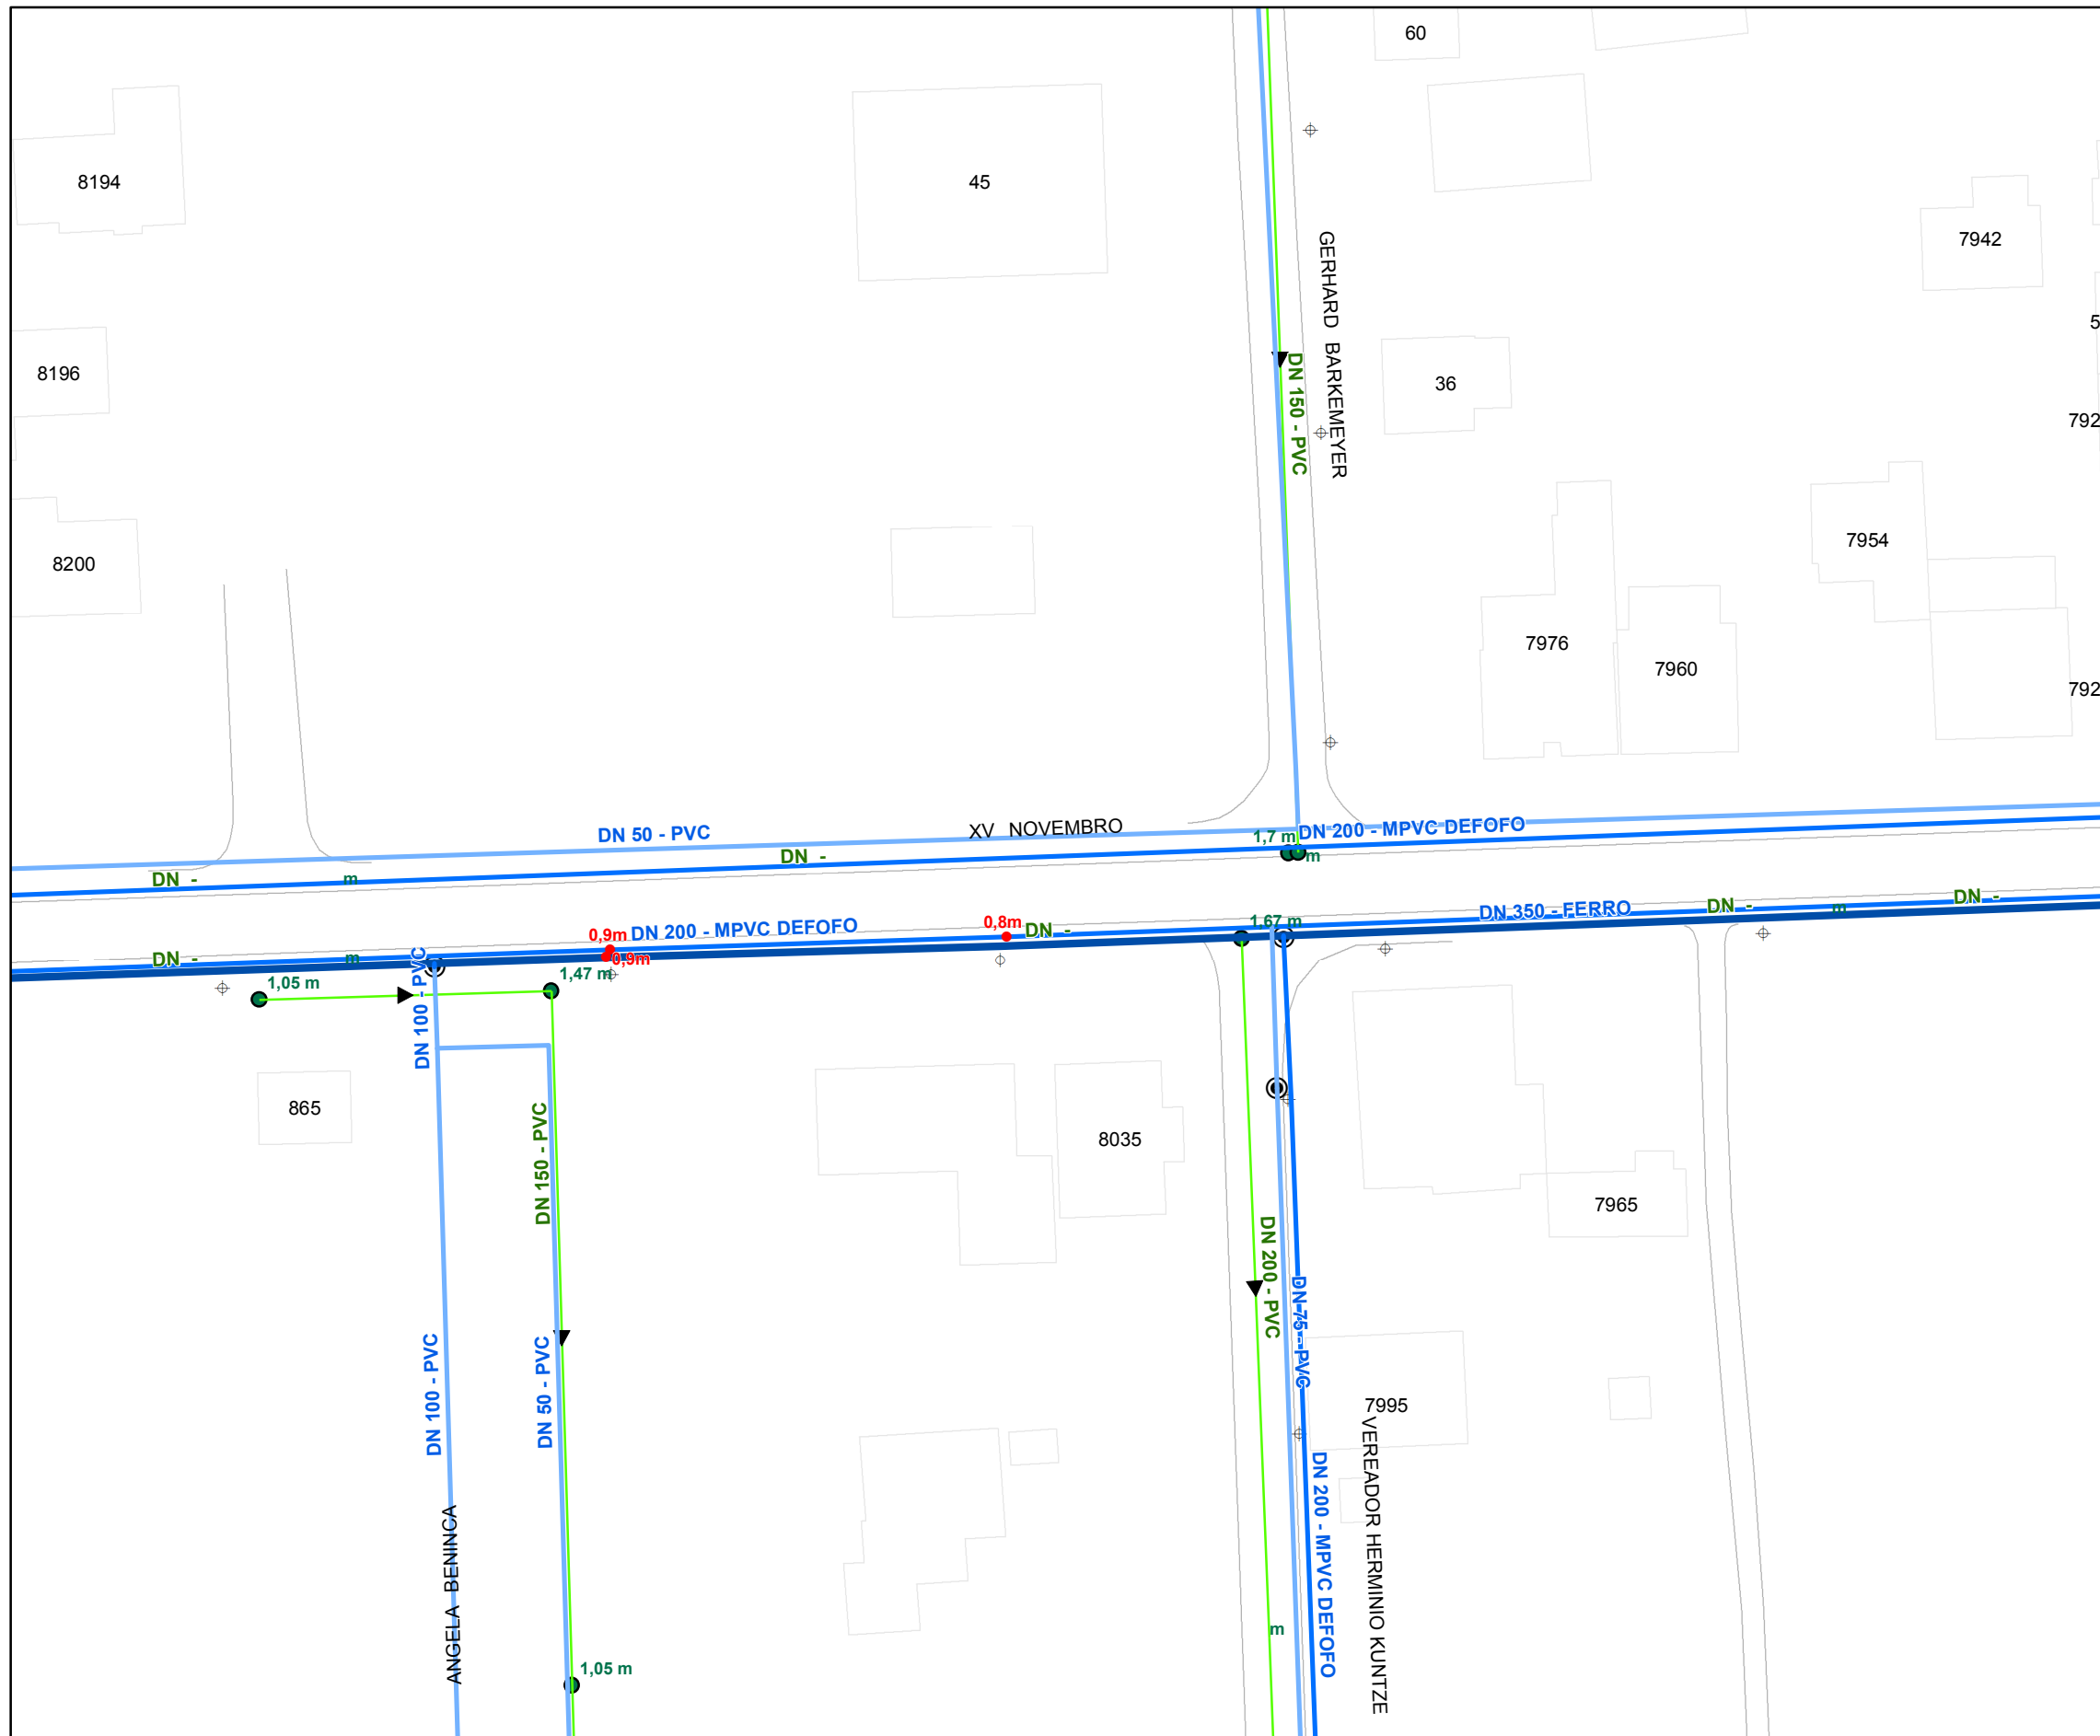 60
8194
45
7942
GERHARD BARKEMEYER
5
8196
36
DN 150 - PVC
792
8200
7954
7976
7960
792
DN 50 - PVC
XV NOVEMBRO
1,7 m
DN 200 - MPVC DEFOFO
m
DN -
DN -
m
DN 350 - FERRO
DN -
m
DN -
0,9m
DN 200 - MPVC DEFOFO
0,8m
DN -
1,67 m
DN -
m
0,9m
1,05 m
1,47 m
DN 100 - PVC
865
8035
DN 150 - PVC
7965
DN 200 - PVC
DN 75 - PVC
DN 100 - PVC
DN 50 - PVC
7995
VEREADOR HERMINIO KUNTZE
DN 200 - MPVC DEFOFO
ANGELA BENINCA
m
1,05 m